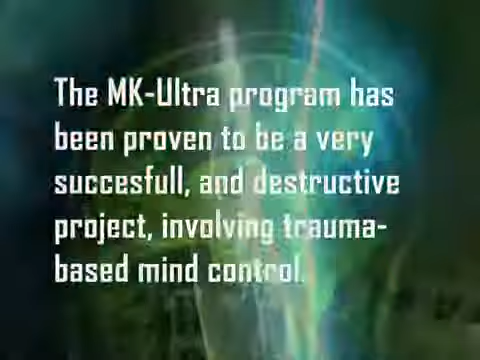 The MK-Ultra program has
been proven to be a very
succesfull, and destructive
project, involving trauma-
based mind control.